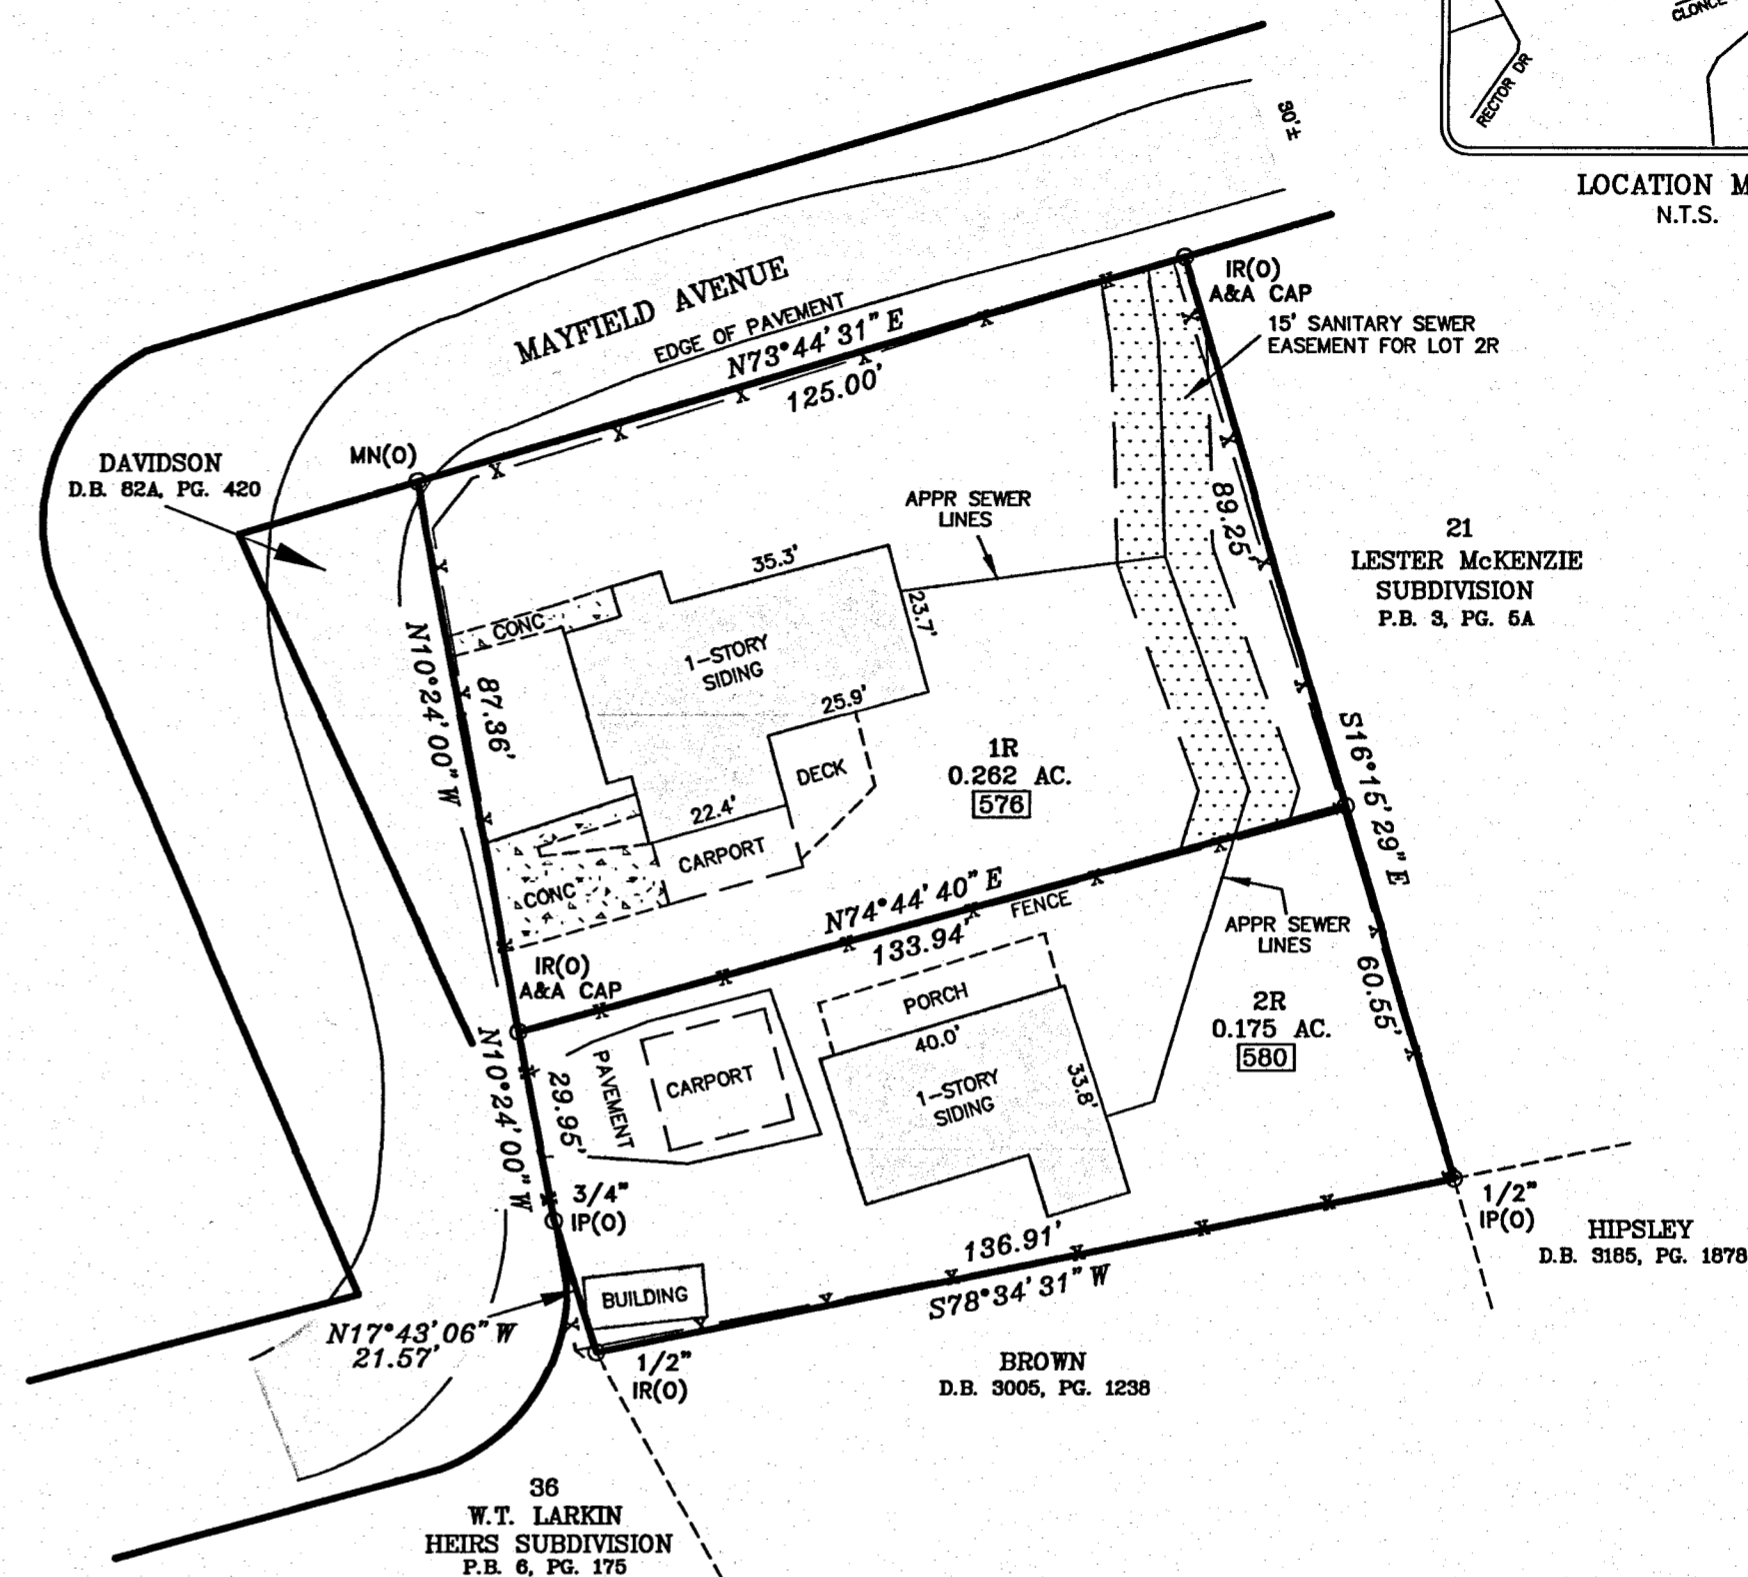 RECTOR DR
LOCATION M
N.T.S.
30'±
MAYFIELD AVENUE
EDGE OF PAVEMENT
N73°44'31"E
125.00'
IR(O)
A&A CAP
15' SANITARY SEWER
EASEMENT FOR LOT 2R
DAVIDSON
D.B. 82A, PG. 420
MN(O)
APPR SEWER
LINES
89.25'
21
LESTER McKENZIE
SUBDIVISION
P.B. 3, PG. 5A
35.3'
23.7'
CONC
1-STORY
SIDING
N10°24'00"W
87.36'
25.9'
DECK
1R
0.262 AC.
576
22.4'
CARPORT
CONC
S16°15'29"E
N74°44'40"E
133.94'
FENCE
APPR SEWER
LINES
IR(O)
A&A CAP
PORCH
40.0'
2R
0.175 AC.
580
60.55'
N10°24'00"W
29.95'
PAVEMENT
CARPORT
1-STORY
SIDING
33.8'
3/4"
IP(O)
1/2"
IP(O)
HIPSLEY
D.B. 3185, PG. 1878
136.91'
S78°34'31"W
BUILDING
N17°43'06"W
21.57'
1/2"
IR(O)
BROWN
D.B. 3005, PG. 1238
36
W.T. LARKIN
HEIRS SUBDIVISION
P.B. 6, PG. 175